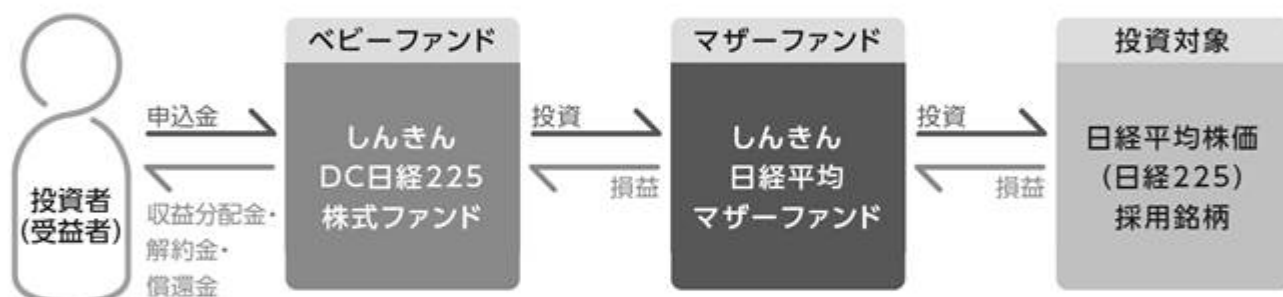 投資者
(受益者)
申込金
収益分配金・
解約金・
償還金
ベビーファンド
しんきん
DC日経225
株式ファンド
投資
損益
マザーファンド
しんきん
日経平均
マザーファンド
投資
損益
投資対象
日経平均株価
(日経225)
採用銘柄